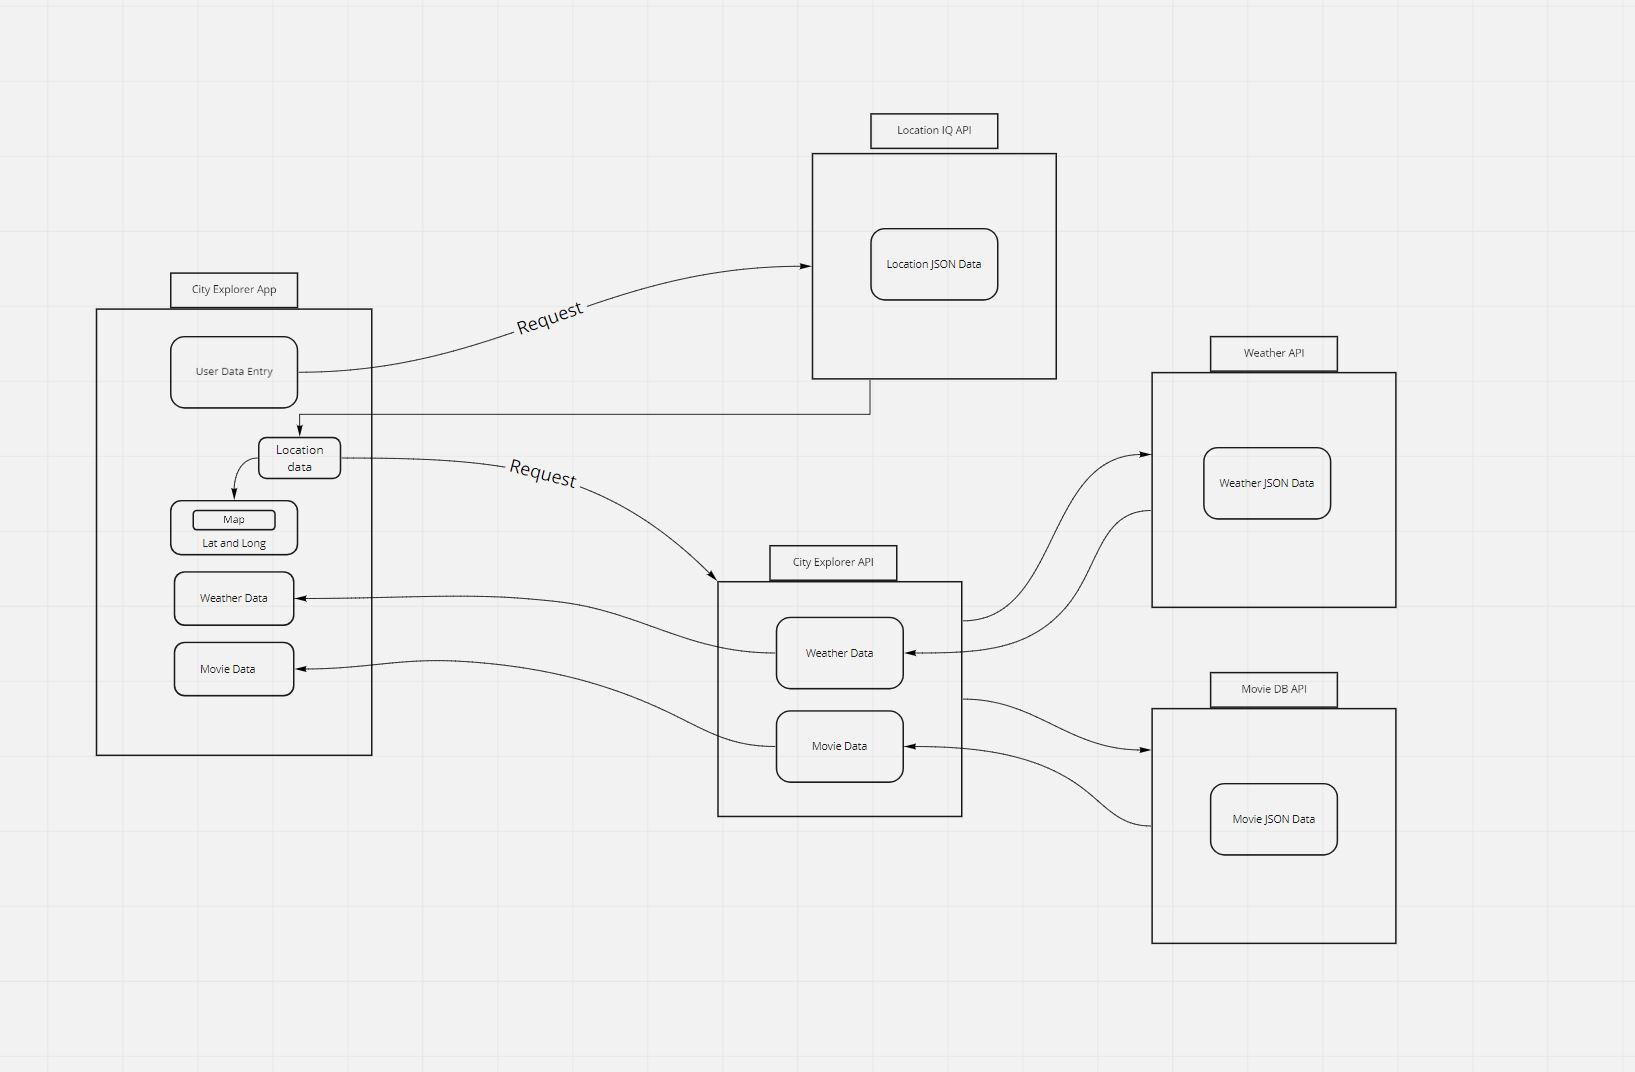 Location IQ API
Location JSON Data
City Explorer App
User Data Entry
Request
Location
data
Request
Map
Lat and Long
Weather Data
Movie Data
City Explorer API
Weather Data
Movie Data
Weather API
Weather JSON Data
Movie DB API
Movie JSON Data